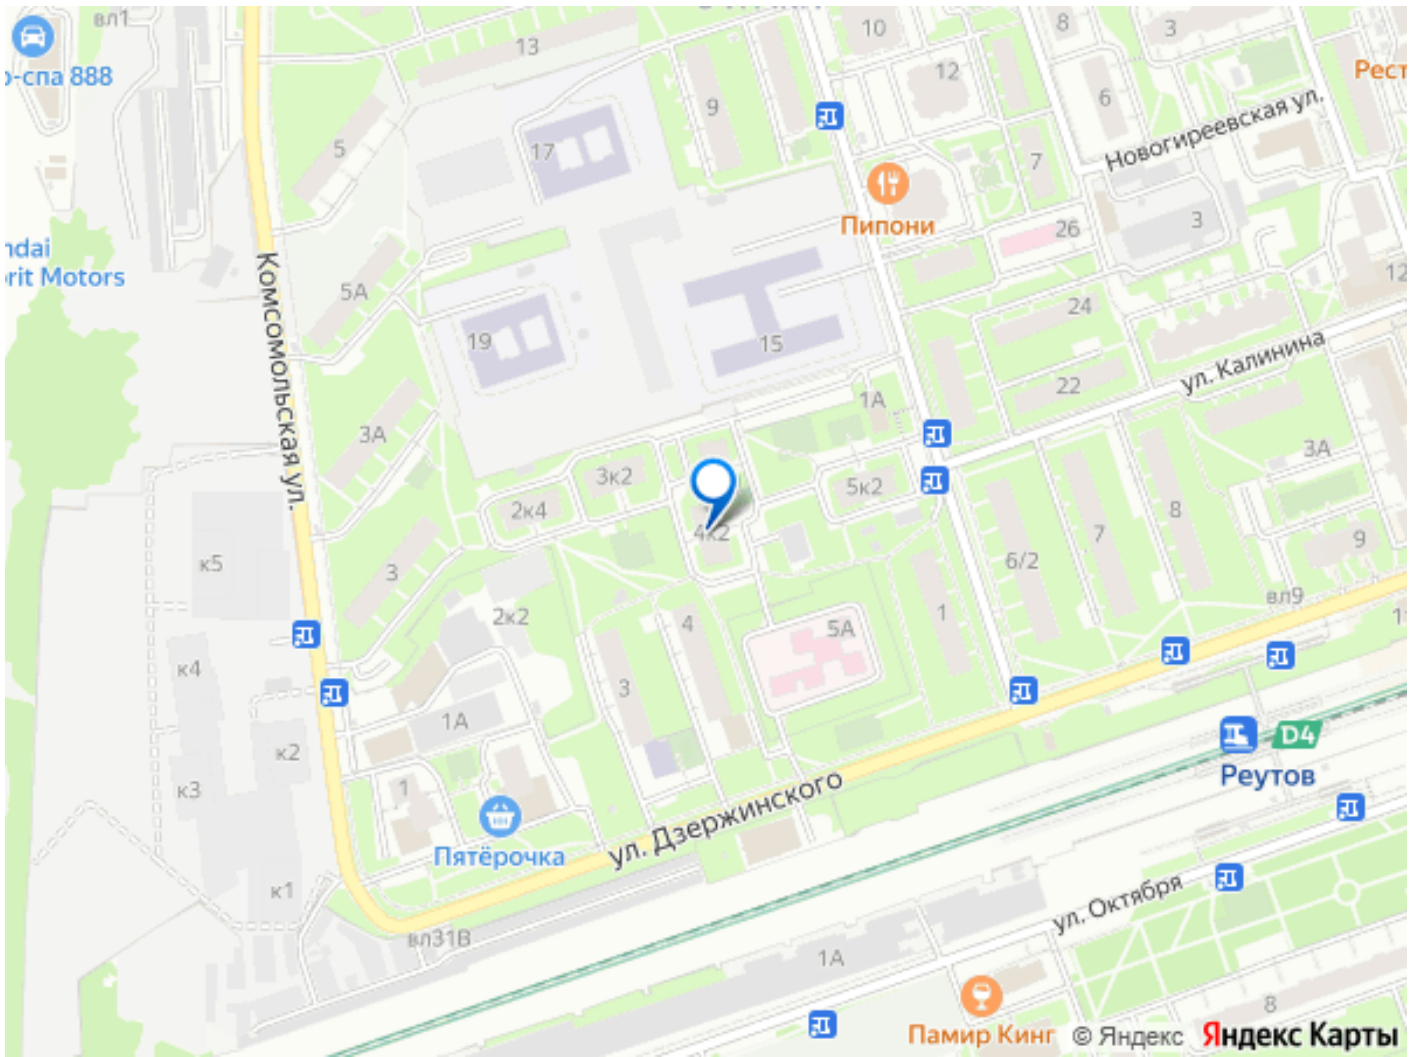 вл1
13
10
8
3
о-спа 888
12
9
6
Рест
5
17
Новогиреевская ул.
7
Пипони
26
3
ndai
rit Motors
Комсомольская ул.
5А
12
24
19
15
ул. Калинина
22
1А
3А
3А
3к2
5к2
2к4
8
4к2
7
9
к5
6/2
3
вл9
2к2
4
5А
1
к4
3
1А
D4
Реутов
к2
к3
1
ул. Дзержинского
Пятёрочка
к1
ул. Октября
вл31В
1А
8
Памир Кинг
© Яндекс Яндекс Карты